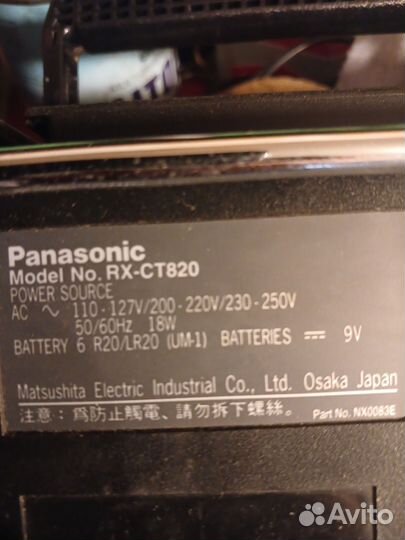 Panasonic
Model No. RX-CT820
POWER SOURCE
AC ∼ 110-127V/200-220V/230-250V
50/60Hz 18W
BATTERY 6 R20/LR20 (UM-1) BATTERIES ⎓ 9V
Matsushita Electric Industrial Co., Ltd. Osaka Japan
注意：為防止觸電、請勿拆下螺絲。 Part No. NX0083E
Avito